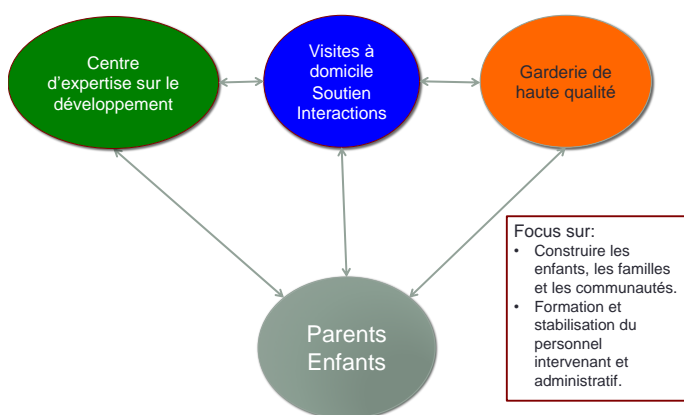 Centre
d'expertise sur le
développement
Visites à
domicile
Soutien
Interactions
Garderie de
haute qualité
Parents
Enfants
Focus sur:
• Construire les
enfants, les familles
et les communautés.
• Formation et
stabilisation du
personnel
intervenant et
administratif.